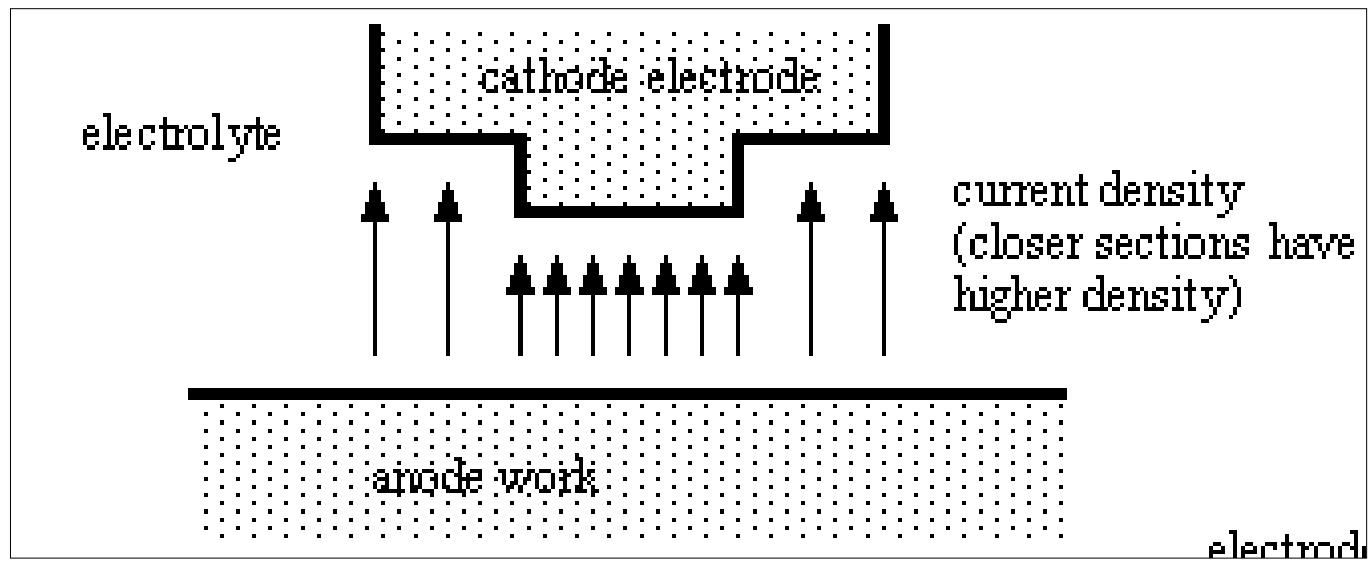 cathode electrode
electrolyte
current density
(closer sections have
higher density)
anode work